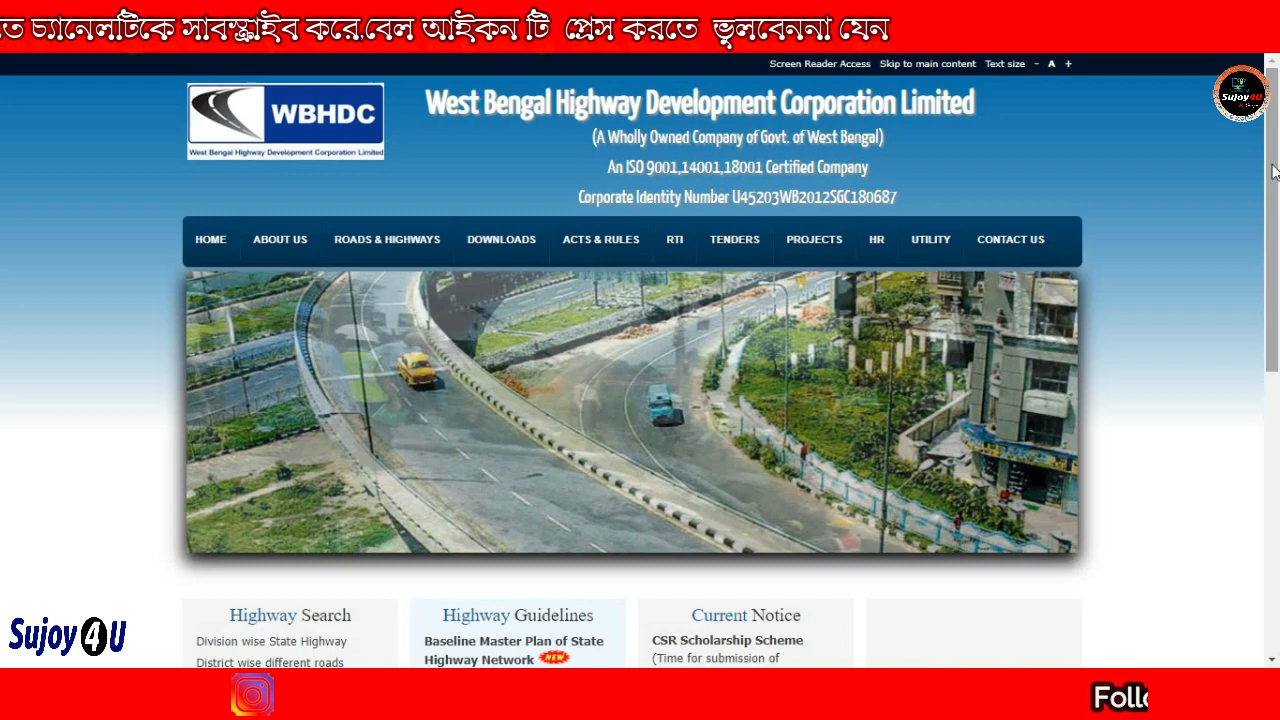 চ্যানেলটিকে সাবস্ক্রাইব করে,বেল আইকন টি প্রেস করতে ভুলবেননা যেন
Screen Reader Access Skip to main content Text size - A +
WBHDC
West Bengal Highway Development Corporation Limited
West Bengal Highway Development Corporation Limited
(A Wholly Owned Company of Govt. of West Bengal)
An ISO 9001,14001,18001 Certified Company
Corporate Identity Number U45203WB2012SGC180687
Sujoy4U
HOME ABOUT US ROADS & HIGHWAYS DOWNLOADS ACTS & RULES RTI TENDERS PROJECTS HR UTILITY CONTACT US
Highway Search
Division wise State Highway
District wise different roads
Highway Guidelines
Baseline Master Plan of State
Highway Network NEW
Current Notice
CSR Scholarship Scheme
(Time for submission of
Sujoy 4 U
Follo